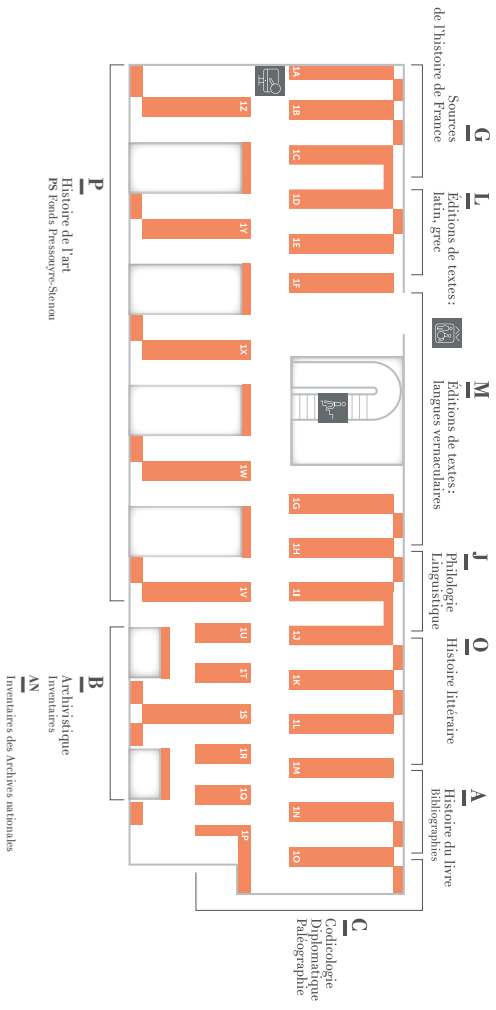 G
Sources
de l'histoire de France
L
Éditions de textes :
latin, grec
M
Éditions de textes :
langues vernaculaires
J
Philologie
Linguistique
O
Histoire littéraire
A
Histoire du livre
Bibliographies
C
Codicologie
Diplomatique
Paléographie
1A
1B
1C
1D
1E
1F
1G
1H
1I
1J
1K
1L
1M
1N
1O
1Z
1Y
1X
1W
1V
1U
1T
1S
1R
1Q
1P
P
Histoire de l'art
PS Fonds Pressouyre-Stenou
B
Archivistique
Inventaires
AN
Inventaires des Archives nationales